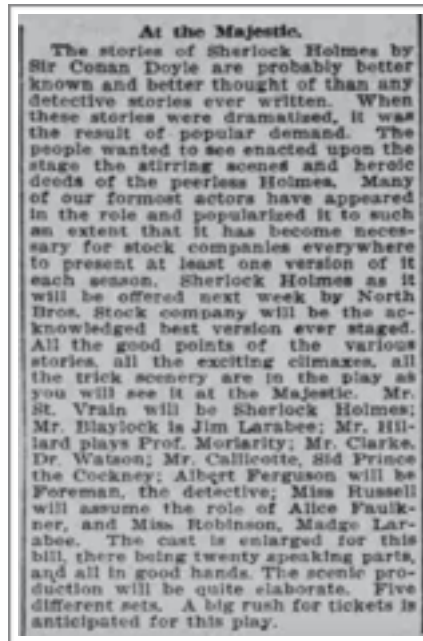 At the Majestic.
The stories of Sherlock Holmes by
Sir Conan Doyle are probably better
known and better thought of than any
detective stories ever written. When
these stories were dramatized, it was
the result of popular demand. The
people wanted to see enacted upon the
stage the stirring scenes and heroic
deeds of the peerless Holmes. Many
of our formost actors have appeared
in the role and popularized it to such
an extent that it has become neces-
sary for stock companies everywhere
to present at least one version of it
each season. Sherlock Holmes as it
will be offered next week by North
Bros. Stock company will be the ac-
knowledged best version ever staged.
All the good points of the various
stories, all the exciting climaxes, all
the trick scenery are in the play as
you will see it at the Majestic. Mr.
St. Vrain will be Sherlock Holmes;
Mr. Blaylock is Jim Larabee; Mr. Hil-
lard plays Prof. Moriarity; Mr. Clarke,
Dr. Watson; Mr. Callicotte, Sid Prince
the Cockney; Albert Ferguson will be
Foreman, the detective; Miss Russell
will assume the role of Alice Faulk-
ner, and Miss Robinson, Madge Lar-
abee. The cast is enlarged for this
bill, there being twenty speaking parts,
and all in good hands. The scenic pro-
duction will be quite elaborate. Five
different sets. A big rush for tickets is
anticipated for this play.